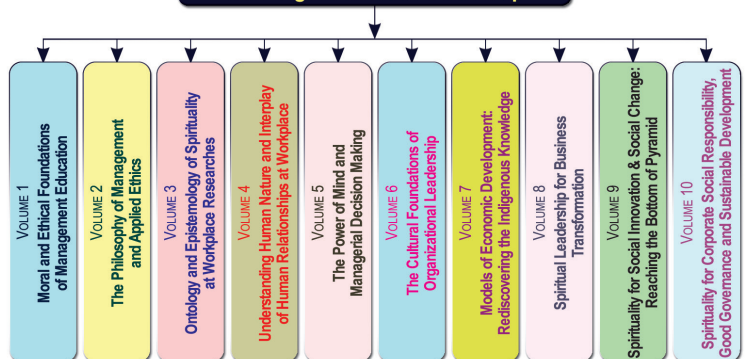 VOLUME 1
Moral and Ethical Foundations
of Management Education
VOLUME 2
The Philosophy of Management
and Applied Ethics
VOLUME 3
Ontology and Epistemology of Spirituality
at Workplace Researches
VOLUME 4
Understanding Human Nature and Interplay
of Human Relationships at Workplace
VOLUME 5
The Power of Mind and
Managerial Decision Making
VOLUME 6
The Cultural Foundations of
Organizational Leadership
VOLUME 7
Models of Economic Development:
Rediscovering the Indigenous Knowledge
VOLUME 8
Spiritual Leadership for Business
Transformation
VOLUME 9
Spirituality for Social Innovation & Social Change:
Reaching the Bottom of Pyramid
VOLUME 10
Spirituality for Corporate Social Responsibility,
Good Governance and Sustainable Development